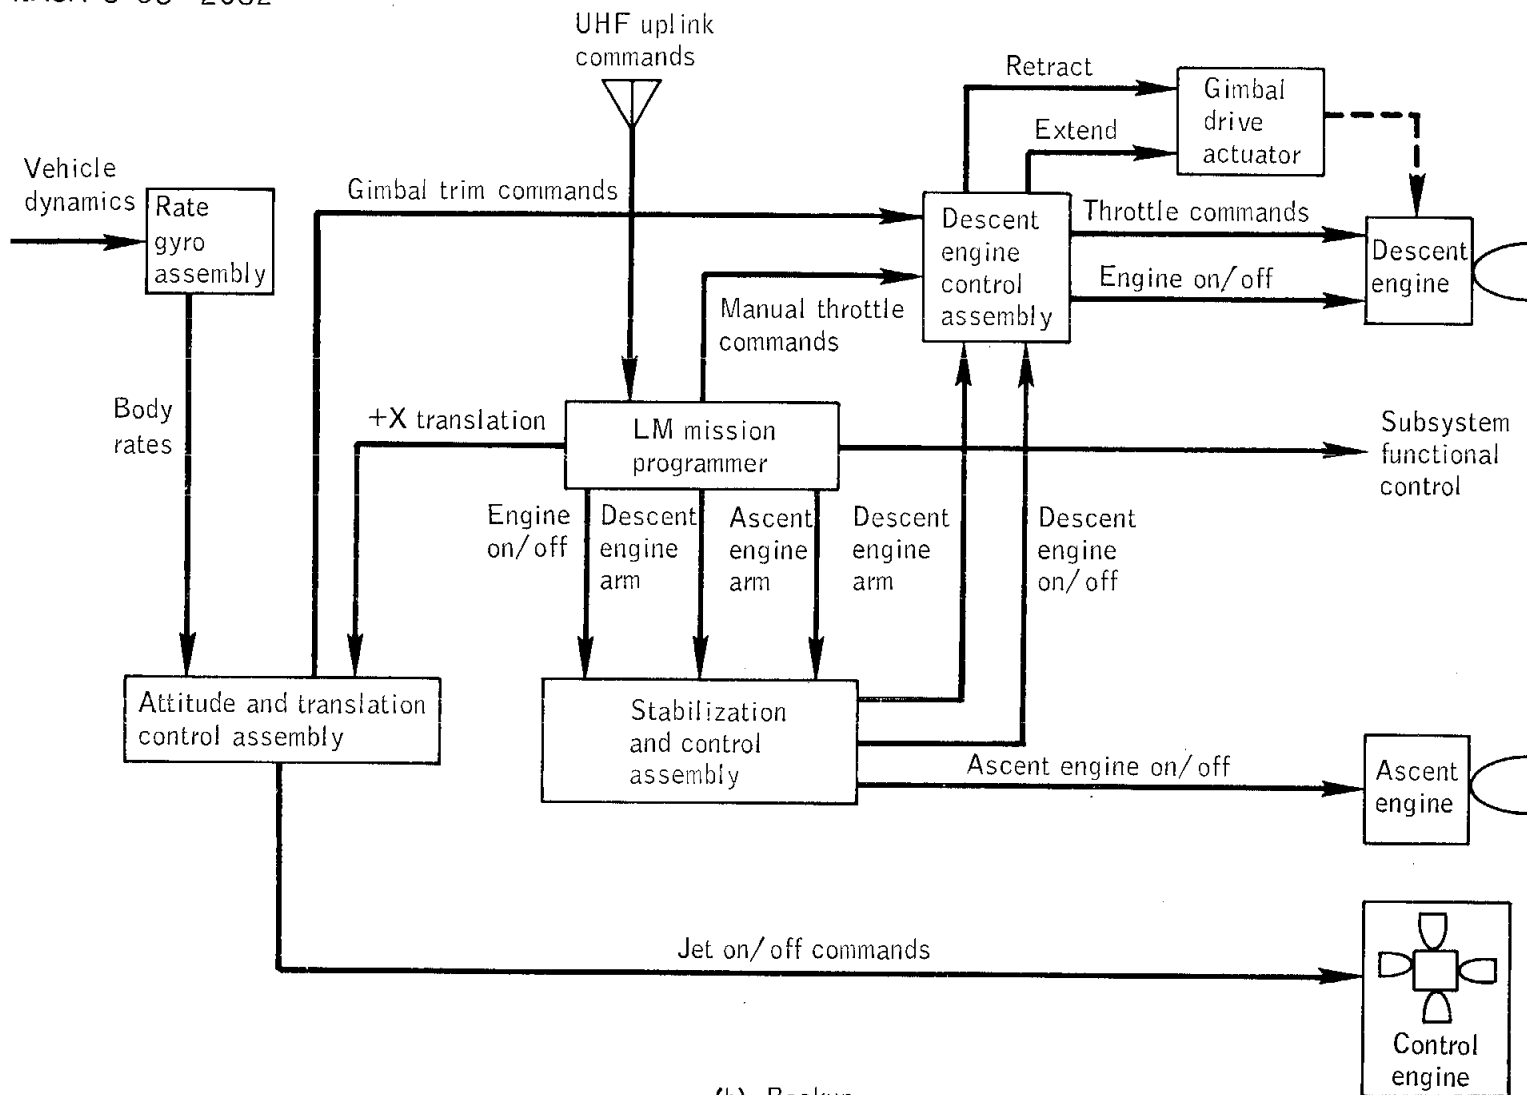 UHF uplink
commands
Retract
Gimbal
drive
actuator
Extend
Vehicle
dynamics
Rate
gyro
assembly
Gimbal trim commands
Descent
engine
control
assembly
Throttle commands
Descent
engine
Engine on/off
Manual throttle
commands
Body
rates
+X translation
LM mission
programmer
Subsystem
functional
control
Engine
on/off
Descent
engine
arm
Ascent
engine
arm
Descent
engine
arm
Descent
engine
on/off
Attitude and translation
control assembly
Stabilization
and control
assembly
Ascent engine on/off
Ascent
engine
Jet on/off commands
Control
engine